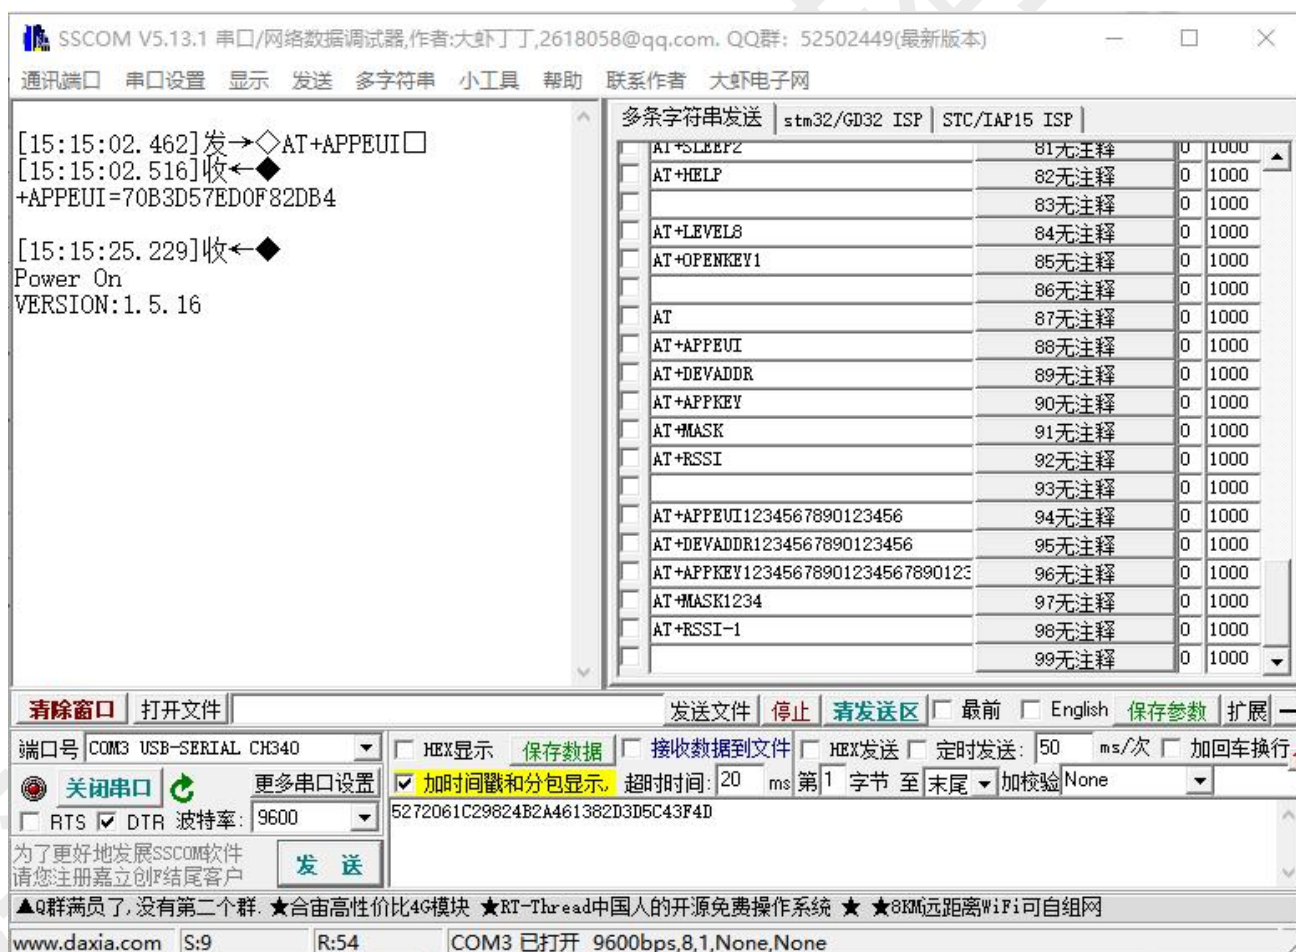 SSCOM V5.13.1 串口/网络数据调试器,作者:大虾丁丁,2618058@qq.com. QQ群: 52502449(最新版本)
通讯端口 串口设置 显示 发送 多字符串 小工具 帮助 联系作者 大虾电子网
[15:15:02.462]发→◇AT+APPEUI□
[15:15:02.516]收←◆
+APPEUI=70B3D57ED0F82DB4
[15:15:25.229]收←◆
Power On
VERSION:1.5.16
多条字符串发送 stm32/GD32 ISP STC/IAP15 ISP
AT+SLEEP2 81无注释 0 1000
AT+HELP 82无注释 0 1000
83无注释 0 1000
AT+LEVEL8 84无注释 0 1000
AT+OPENKEY1 85无注释 0 1000
86无注释 0 1000
AT 87无注释 0 1000
AT+APPEUI 88无注释 0 1000
AT+DEVADDR 89无注释 0 1000
AT+APPKEY 90无注释 0 1000
AT+MASK 91无注释 0 1000
AT+RSSI 92无注释 0 1000
93无注释 0 1000
AT+APPEUI1234567890123456 94无注释 0 1000
AT+DEVADDR1234567890123456 95无注释 0 1000
AT+APPKEY12345678901234567890123 96无注释 0 1000
AT+MASK1234 97无注释 0 1000
AT+RSSI-1 98无注释 0 1000
99无注释 0 1000
清除窗口 打开文件 发送文件 停止 清发送区 最前 English 保存参数 扩展 —
端口号 COM3 USB-SERIAL CH340 HEX显示 保存数据 接收数据到文件 HEX发送 定时发送: 50 ms/次 加回车换行
关闭串口 更多串口设置 加时间戳和分包显示, 超时时间: 20 ms 第1 字节 至 末尾 加校验 None
RTS DTR 波特率: 9600 5272061C29824B2A461382D3D5C43F4D
为了更好地发展SSCOM软件
请您注册嘉立创F结尾客户
发 送
▲Q群满员了,没有第二个群. ★合宙高性价比4G模块 ★RT-Thread中国人的开源免费操作系统 ★ ★8KM远距离WiFi可自组网
www.daxia.com S:9 R:54 COM3 已打开 9600bps,8,1,None,None